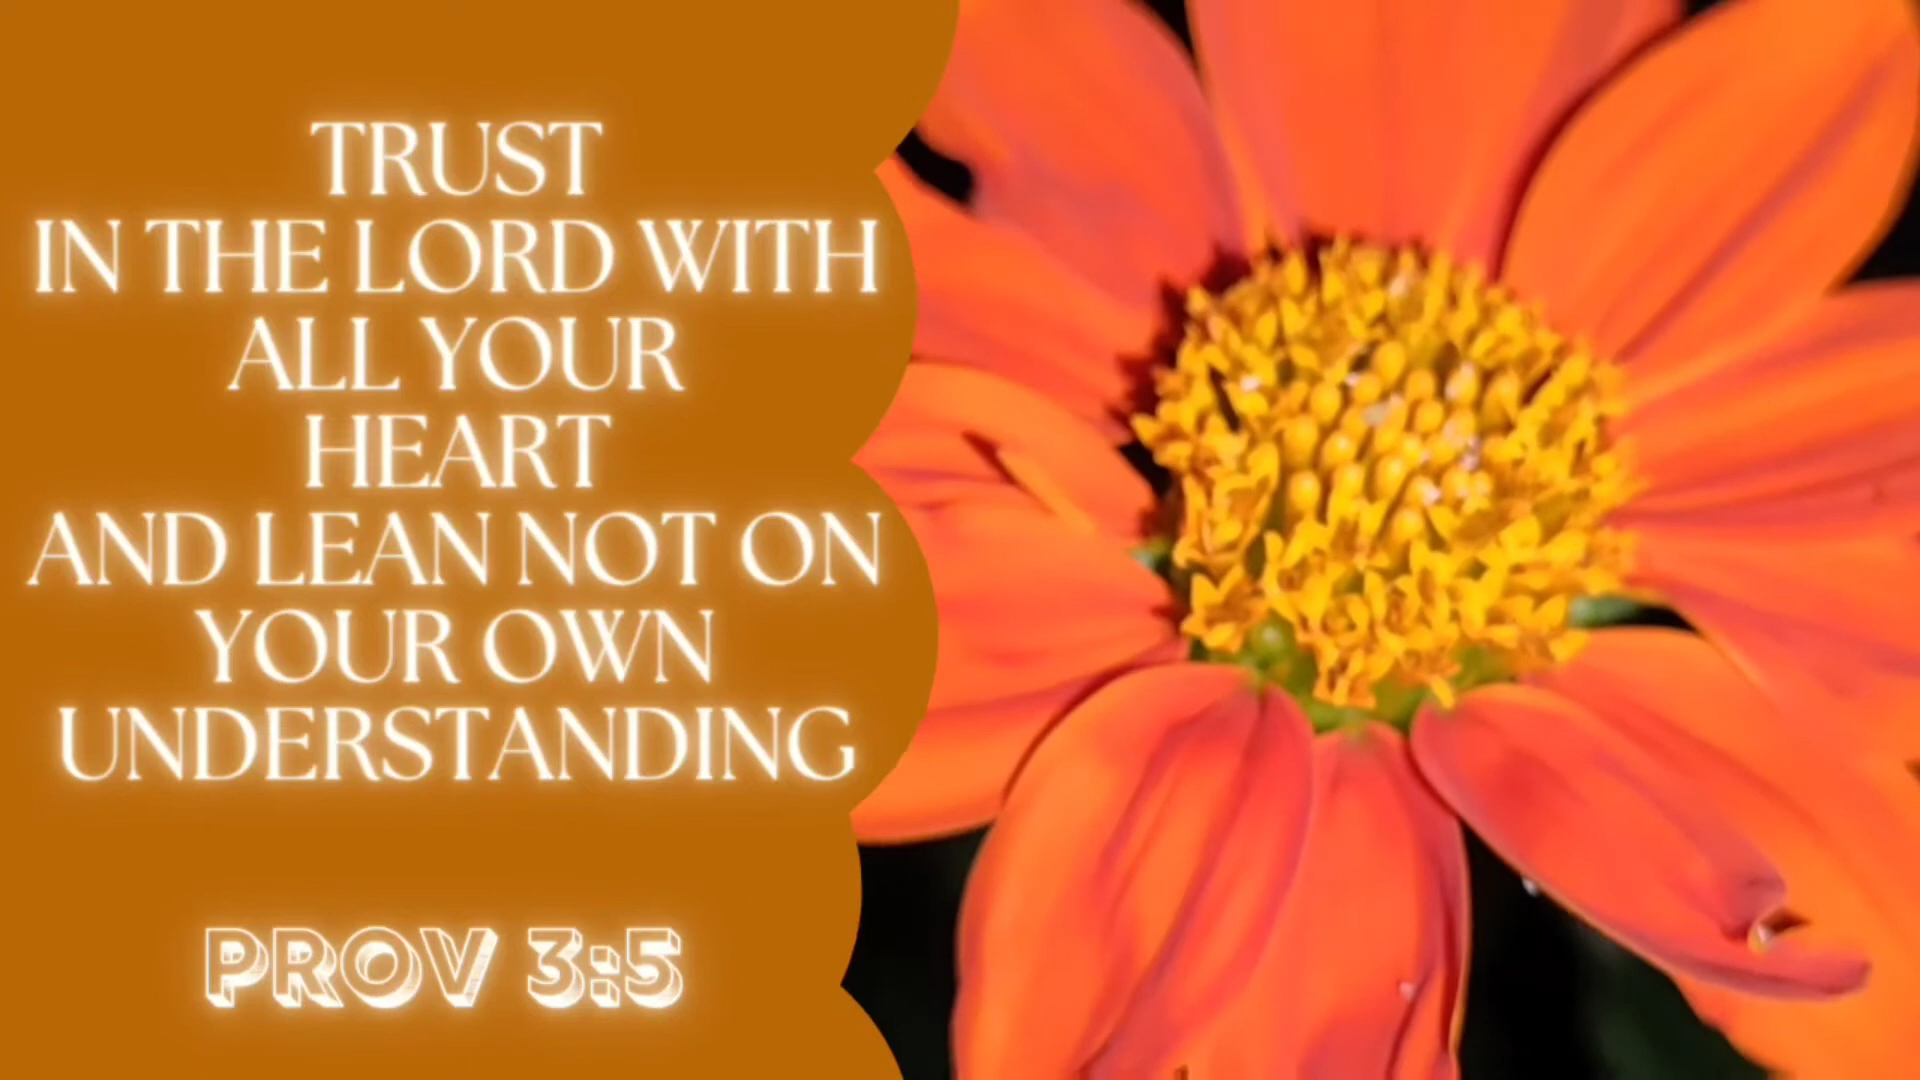 TRUST
IN THE LORD WITH
ALL YOUR
HEART
AND LEAN NOT ON
YOUR OWN
UNDERSTANDING
PROV 3:5